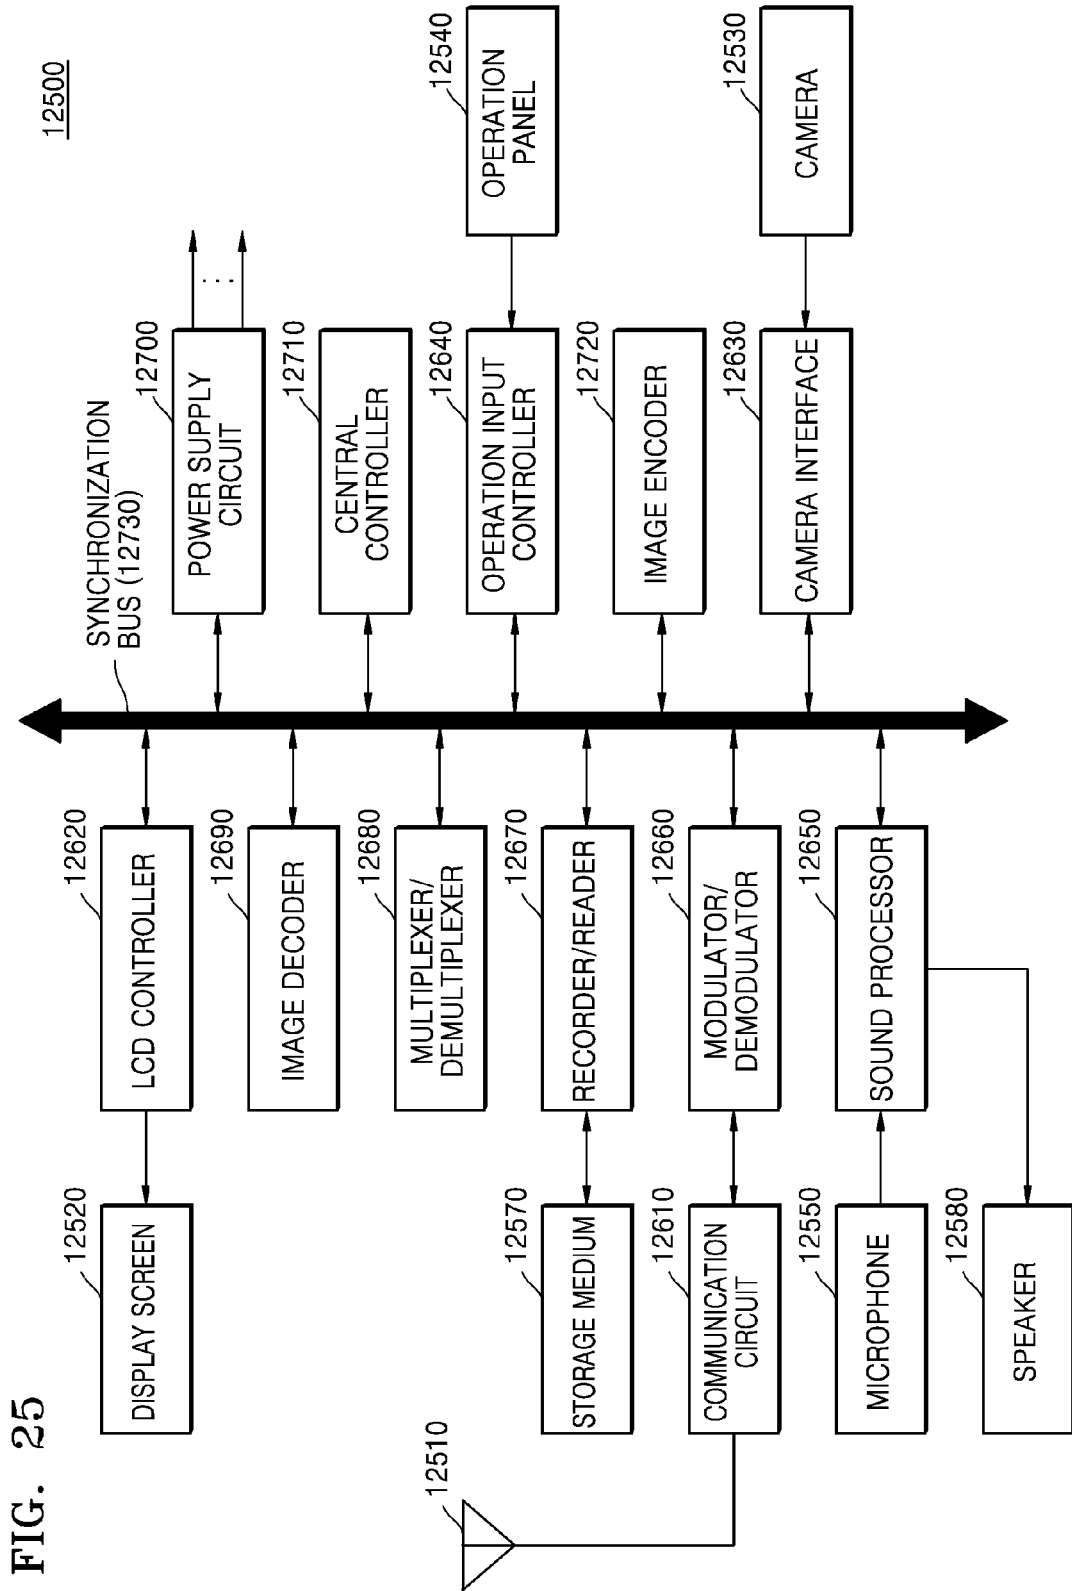 FIG. 25
12500
SYNCHRONIZATION
BUS (12730)
12510
12520
DISPLAY SCREEN
12620
LCD CONTROLLER
12700
POWER SUPPLY
CIRCUIT
...
12690
IMAGE DECODER
12710
CENTRAL
CONTROLLER
12680
MULTIPLEXER/
DEMULTIPLEXER
12640
OPERATION INPUT
CONTROLLER
12540
OPERATION
PANEL
12570
STORAGE MEDIUM
12670
RECORDER/READER
12720
IMAGE ENCODER
12610
COMMUNICATION
CIRCUIT
12660
MODULATOR/
DEMODULATOR
12630
CAMERA INTERFACE
12530
CAMERA
12550
MICROPHONE
12650
SOUND PROCESSOR
12580
SPEAKER